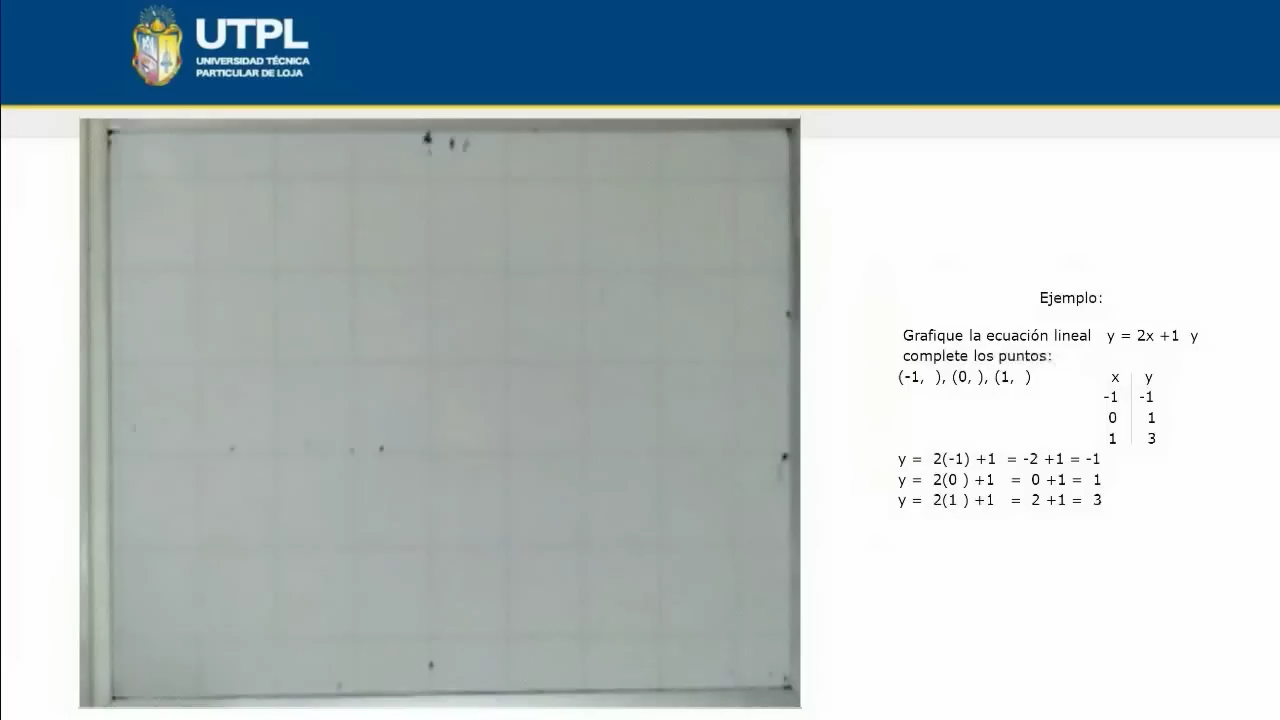 UTPL
UNIVERSIDAD TÉCNICA
PARTICULAR DE LOJA
Ejemplo:
Grafique la ecuación lineal y = 2x +1 y
complete los puntos:
(-1, ), (0, ), (1, )
x y
-1 -1
0 1
1 3
y = 2(-1) +1 = -2 +1 = -1
y = 2(0 ) +1 = 0 +1 = 1
y = 2(1 ) +1 = 2 +1 = 3